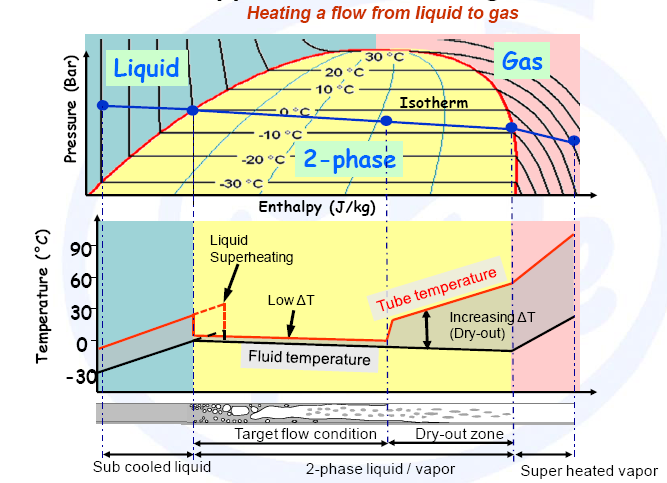 Heating a flow from liquid to gas
Pressure (Bar)
Liquid
Gas
30 °C
20 °C
10 °C
Isotherm
0 °C
-10 °C
-20 °C
2-phase
-30 °C
Enthalpy (J/kg)
Temperature (°C)
90
60
30
0
-30
Liquid
Superheating
Low ΔT
Tube temperature
Increasing ΔT
(Dry-out)
Fluid temperature
Target flow condition
Dry-out zone
Sub cooled liquid
2-phase liquid / vapor
Super heated vapor